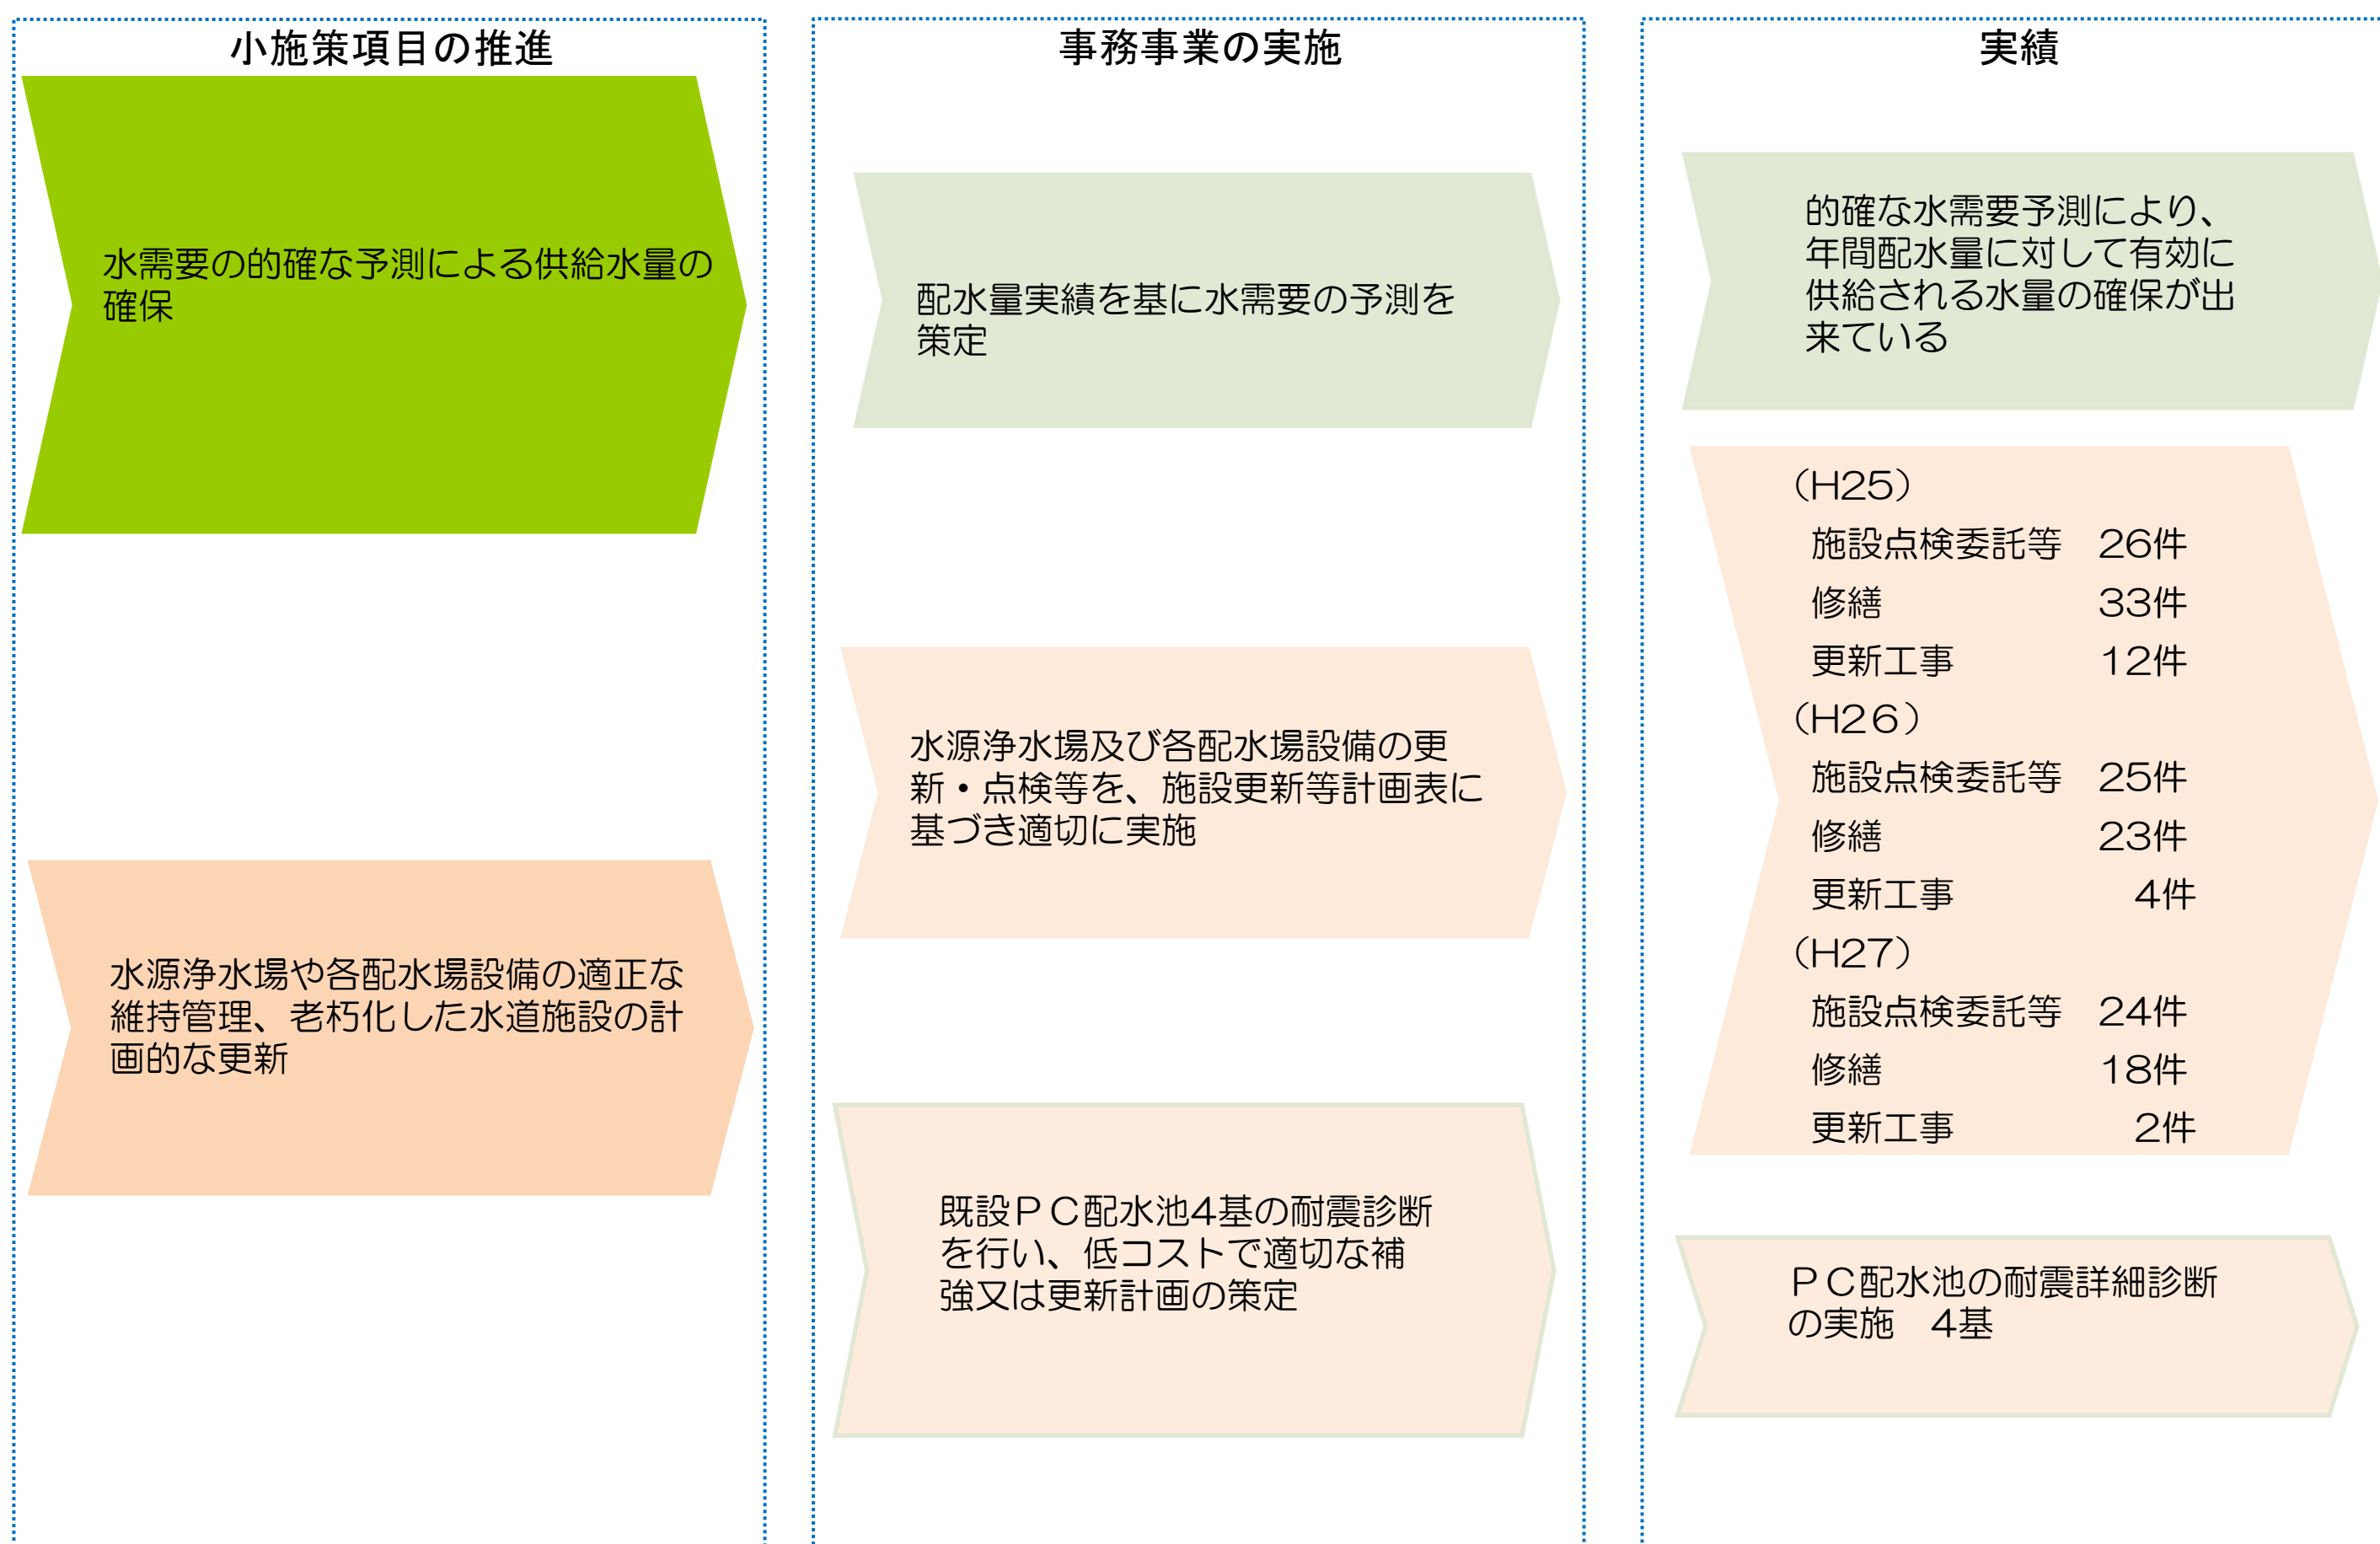 小施策項目の推進
水需要の的確な予測による供給水量の
確保
水源浄水場や各配水場設備の適正な
維持管理、老朽化した水道施設の計
画的な更新
事務事業の実施
配水量実績を基に水需要の予測を
策定
水源浄水場及び各配水場設備の更
新・点検等を、施設更新等計画表に
基づき適切に実施
既設ＰＣ配水池4基の耐震診断
を行い、低コストで適切な補
強又は更新計画の策定
実績
的確な水需要予測により、
年間配水量に対して有効に
供給される水量の確保が出
来ている
（H25）
施設点検委託等　26件
修繕　　　　　　33件
更新工事　　　　12件
（H2６）
施設点検委託等　25件
修繕　　　　　　23件
更新工事　　　　　4件
（H27）
施設点検委託等　24件
修繕　　　　　　18件
更新工事　　　　　2件
ＰＣ配水池の耐震詳細診断
の実施　4基